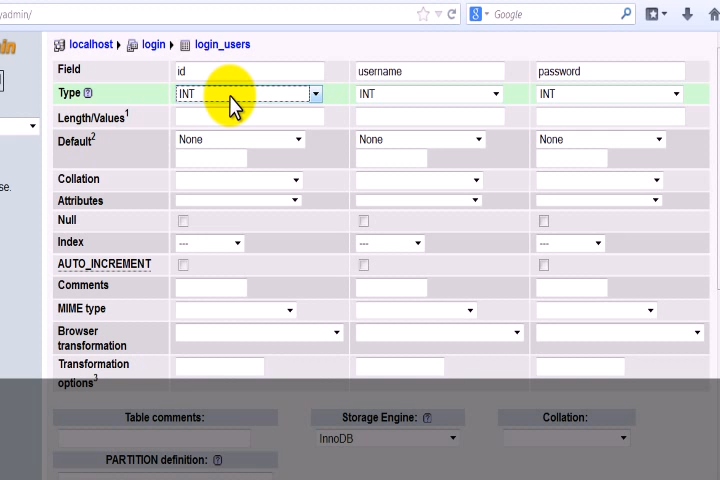 yadmin/
Google
in
localhost login login_users
Field id username password
Type INT INT INT
Length/Values1
Default2 None None None
Collation
se.
Attributes
Null
Index --- --- ---
AUTO_INCREMENT
Comments
MIME type
Browser
transformation
Transformation
options3
Table comments: Storage Engine: Collation:
InnoDB
PARTITION definition: